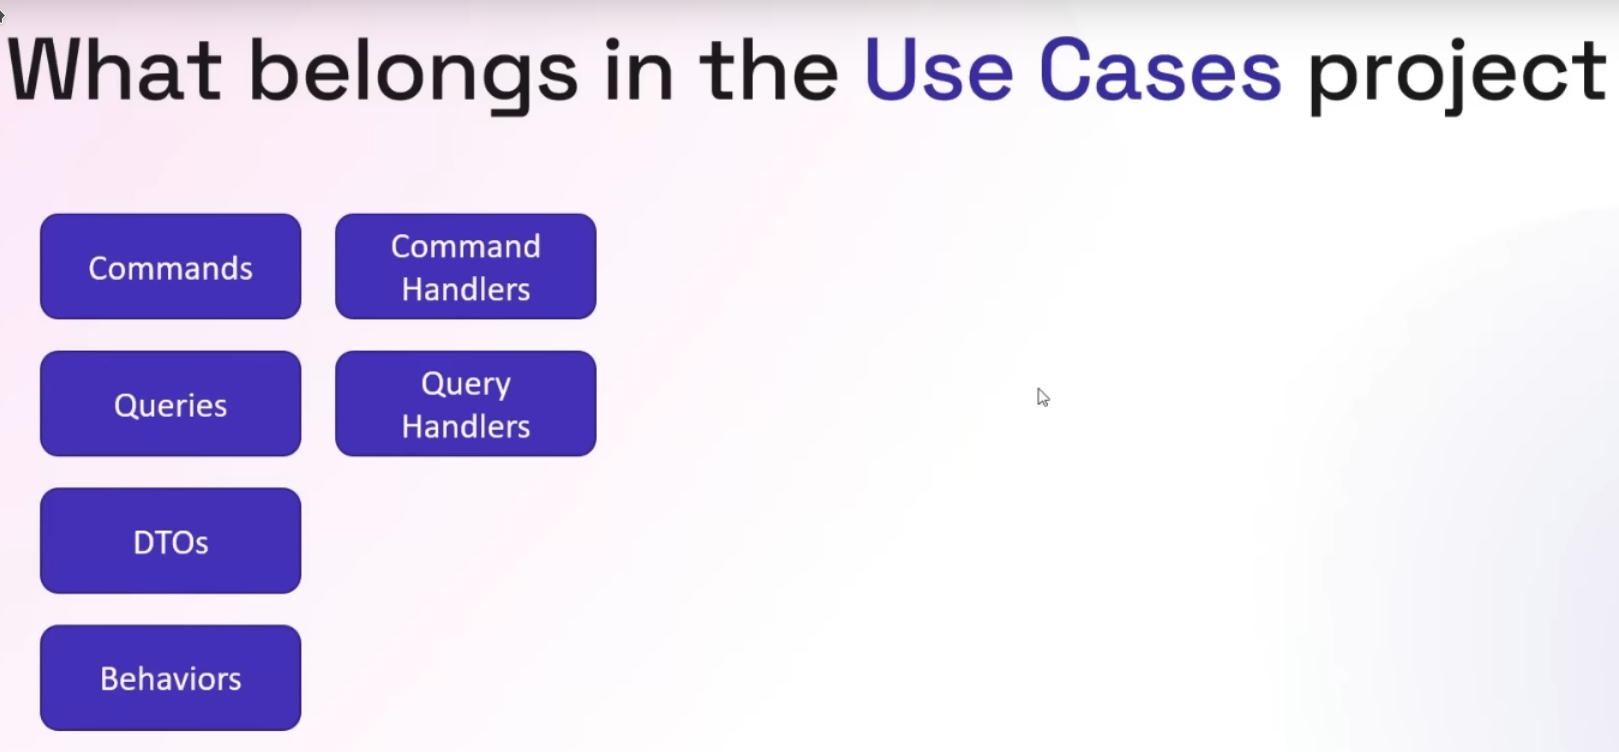 What belongs in the Use Cases project
Commands
Command
Handlers
Queries
Query
Handlers
DTOs
Behaviors